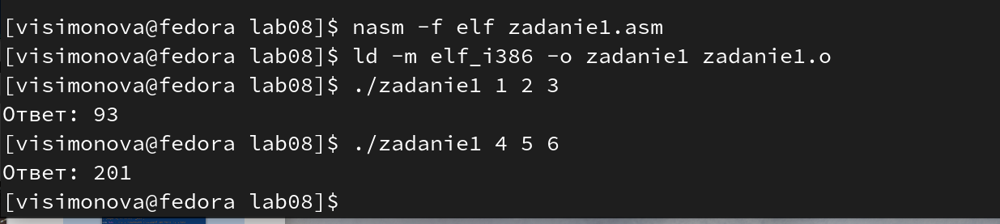 [visimonova@fedora lab08]$ nasm -f elf zadanie1.asm
[visimonova@fedora lab08]$ ld -m elf_i386 -o zadanie1 zadanie1.o
[visimonova@fedora lab08]$ ./zadanie1 1 2 3
Ответ: 93
[visimonova@fedora lab08]$ ./zadanie1 4 5 6
Ответ: 201
[visimonova@fedora lab08]$